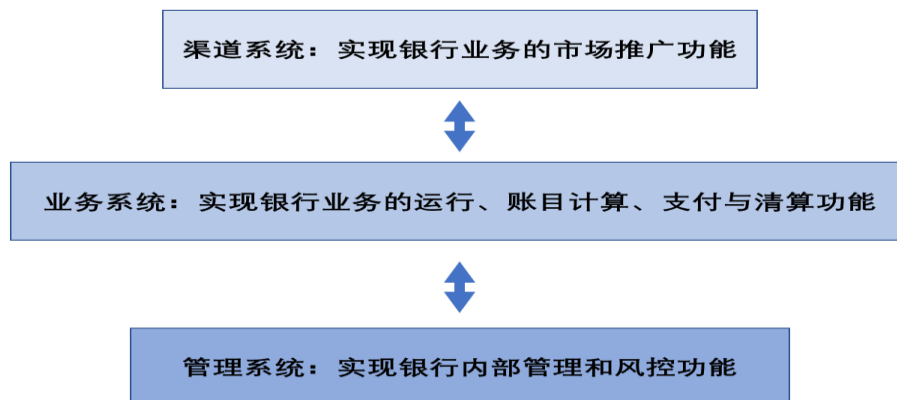 渠道系统：实现银行业务的市场推广功能
业务系统：实现银行业务的运行、账目计算、支付与清算功能
管理系统：实现银行内部管理和风控功能